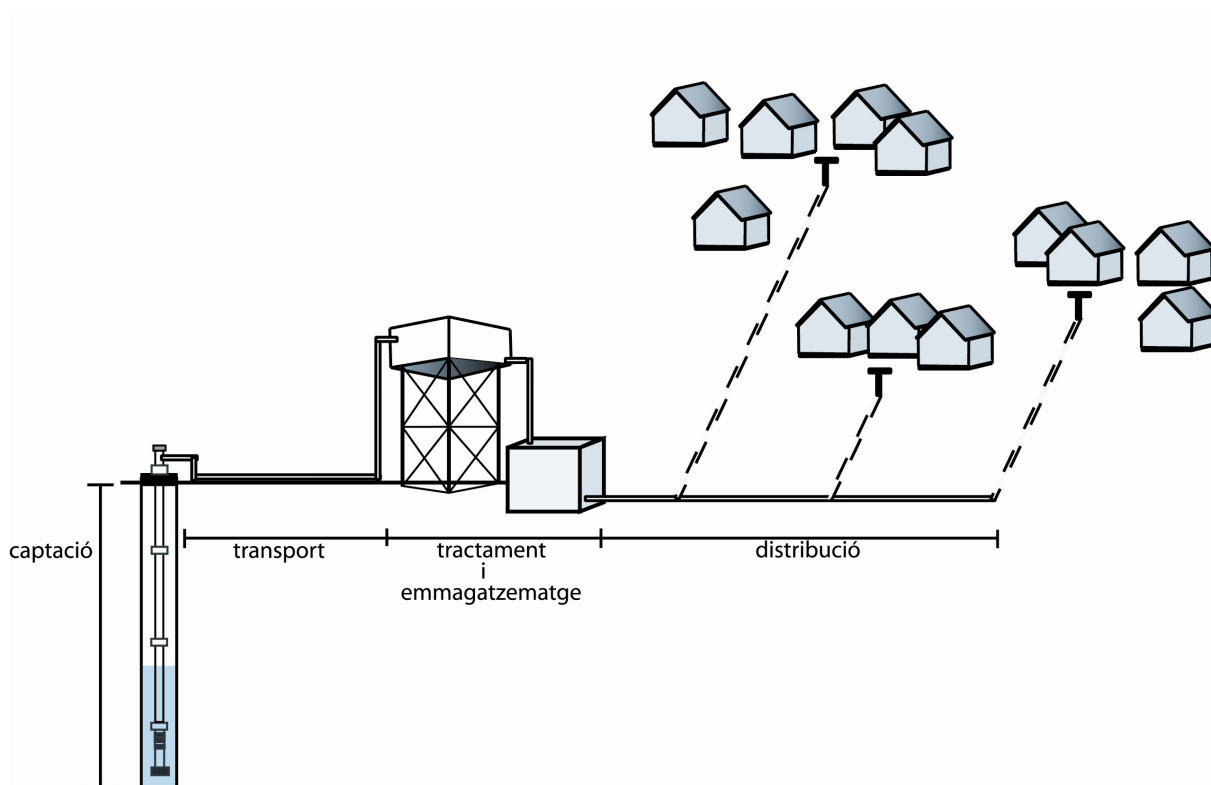 captació
transport
tractament
i
emmagatzematge
distribució